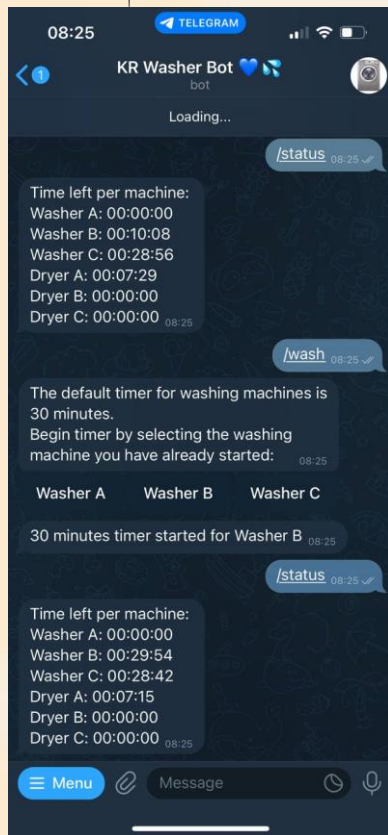 08:25
TELEGRAM
1
KR Washer Bot 💙💦
bot
Loading...
/status 08:25
Time left per machine:
Washer A: 00:00:00
Washer B: 00:10:08
Washer C: 00:28:56
Dryer A: 00:07:29
Dryer B: 00:00:00
Dryer C: 00:00:00 08:25
/wash 08:25
The default timer for washing machines is
30 minutes.
Begin timer by selecting the washing
machine you have already started: 08:25
Washer A Washer B Washer C
30 minutes timer started for Washer B 08:25
/status 08:25
Time left per machine:
Washer A: 00:00:00
Washer B: 00:29:54
Washer C: 00:28:42
Dryer A: 00:07:15
Dryer B: 00:00:00
Dryer C: 00:00:00 08:25
Menu Message